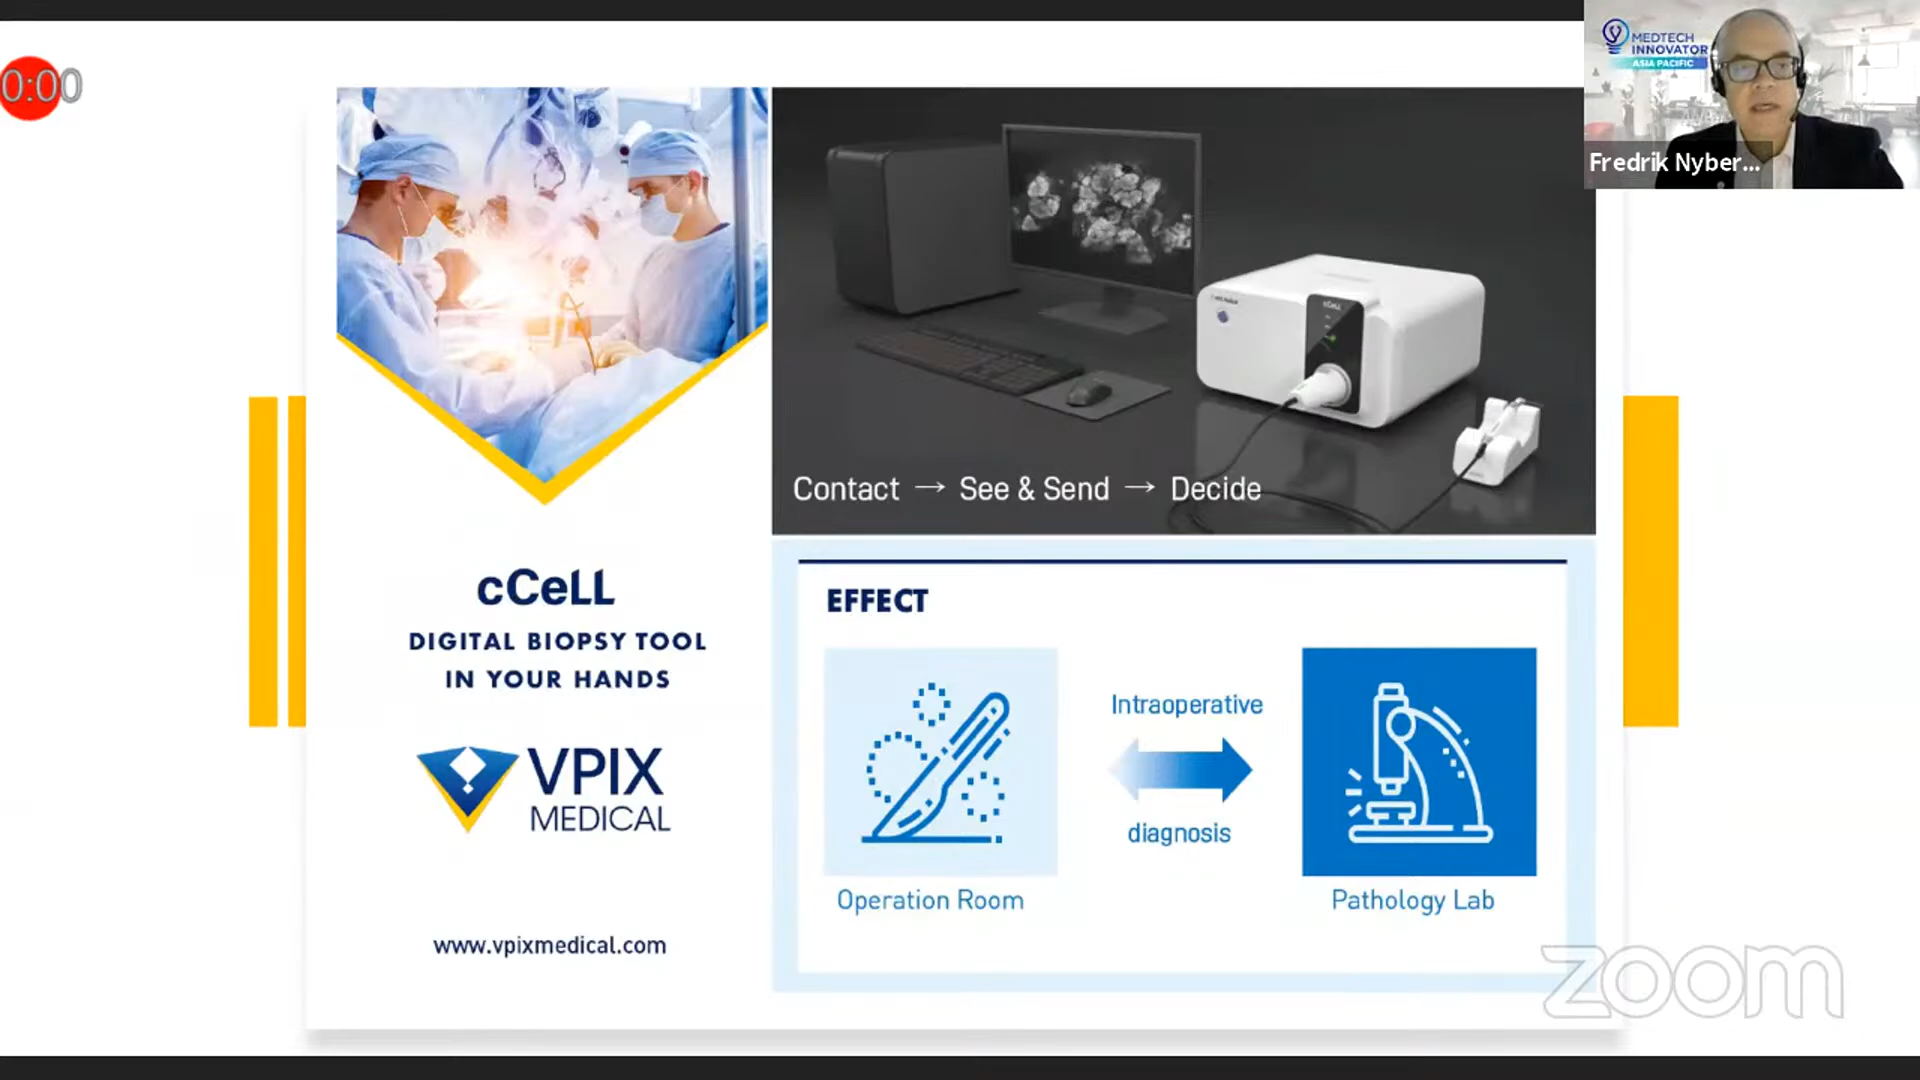 0:00
MEDTECH
INNOVATOR
ASIA PACIFIC
Fredrik Nyber...
cCeLL
Contact → See & Send → Decide
cCeLL
DIGITAL BIOPSY TOOL
IN YOUR HANDS
VPIX
MEDICAL
www.vpixmedical.com
EFFECT
Intraoperative
diagnosis
Operation Room
Pathology Lab
zoom